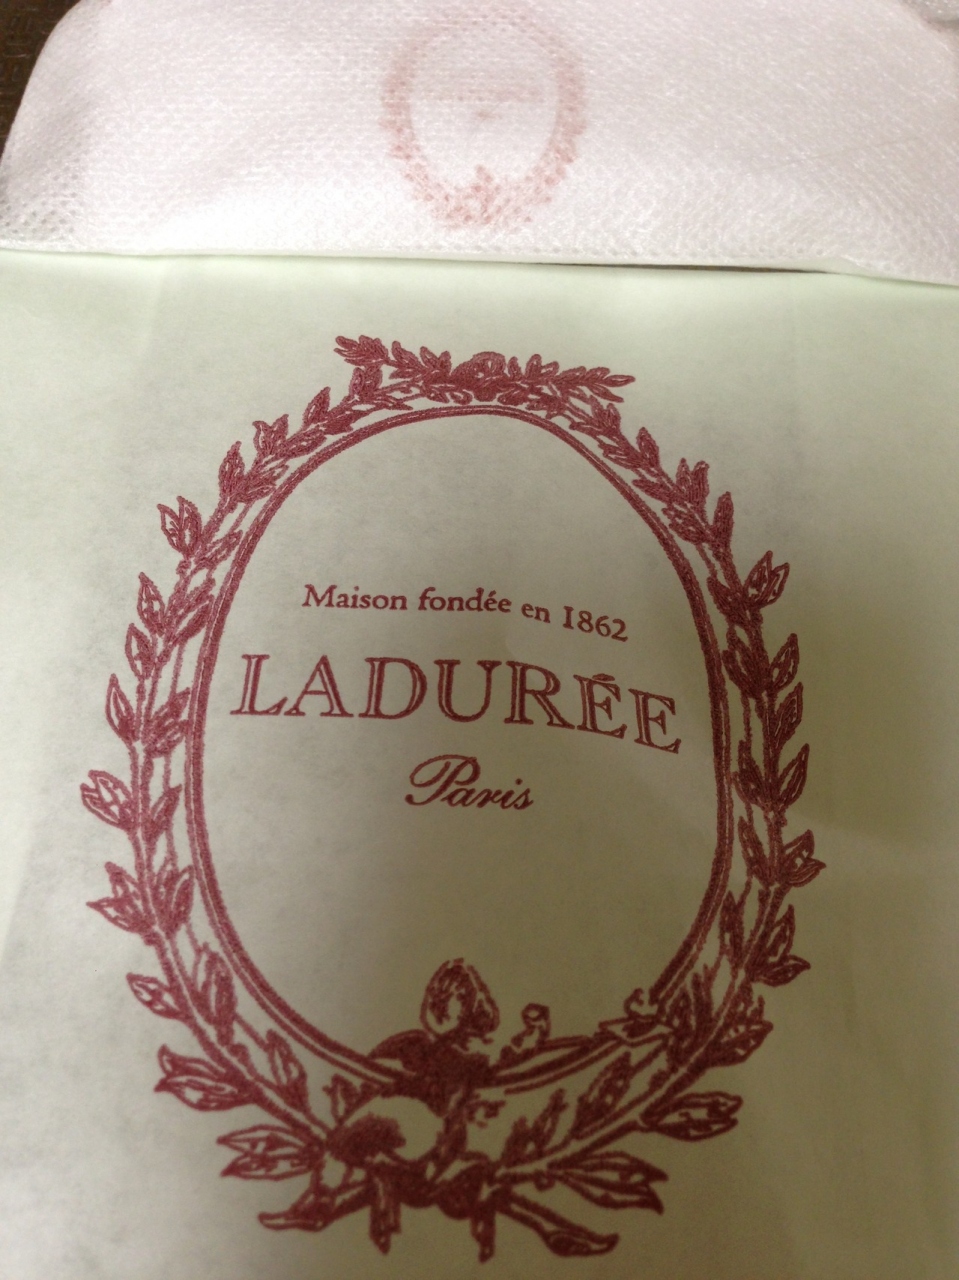 Maison fondée en 1862
LADURÉE
Paris